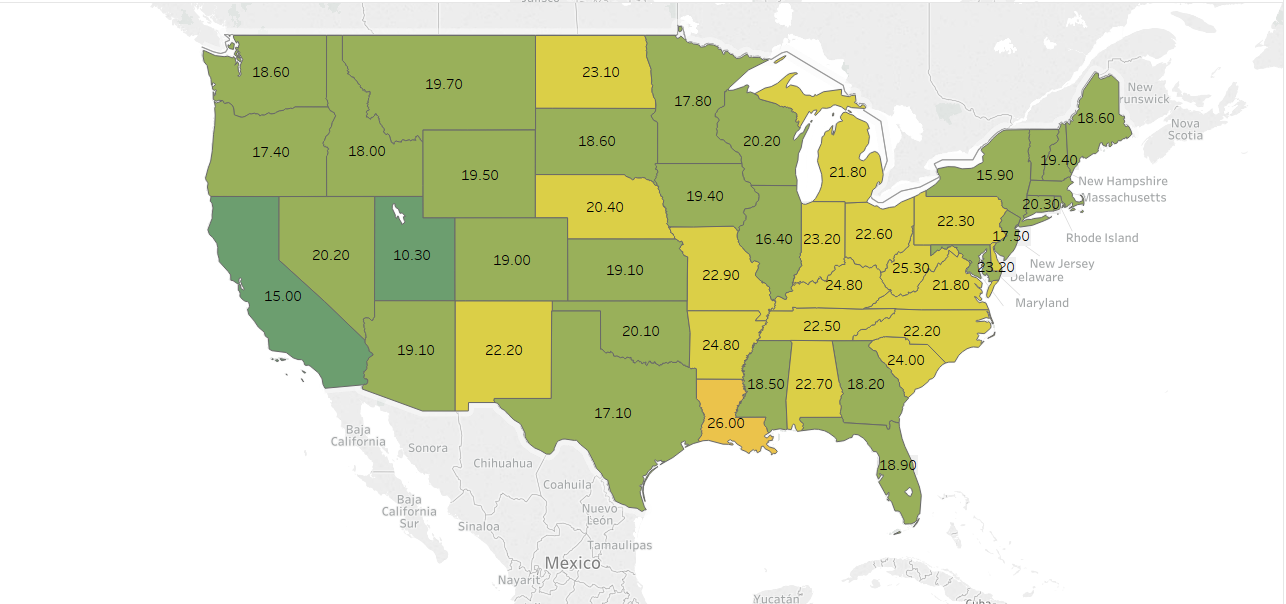 18.60
19.70
23.10
17.80
18.60
New
runswick
Nova
Scotia
17.40
18.00
18.60
20.20
19.40
19.50
21.80
15.90
New Hampshire
Massachusetts
20.40
19.40
20.30
Rhode Island
20.20
10.30
19.00
19.10
16.40
23.20
22.60
22.30
17.50
New Jersey
Delaware
Maryland
15.00
22.90
24.80
25.30
23.20
21.80
19.10
22.20
20.10
24.80
22.50
22.20
24.00
17.10
26.00
18.50
22.70
18.20
18.90
Baja
California
Sonora
Chihuahua
Coahuila
Baja
California
Sur
Sinaloa
Nuevo
León
Tamaulipas
Mexico
Nayarit
Yucatán
Cuba